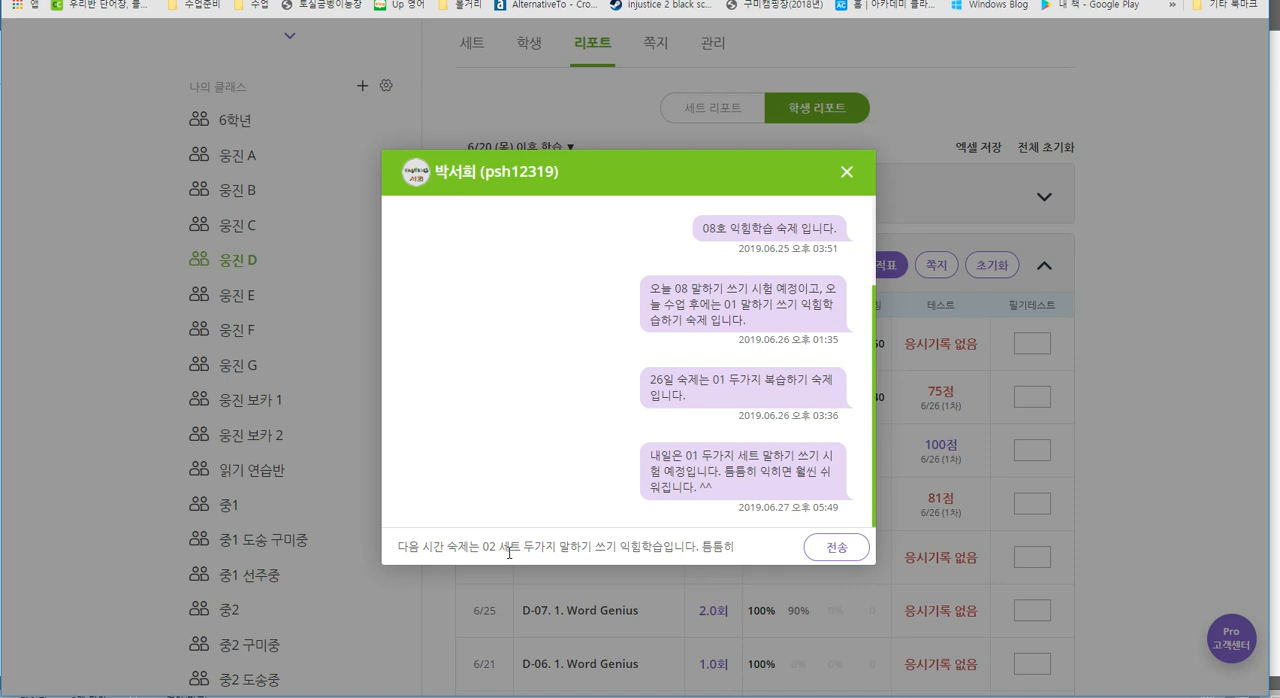 앱
우리반 단어장, 클...
수업준비
수업
토실궁벙이농장
Up 영어
볼거리
AlternativeTo - Cro...
injustice 2 black sc...
구미캠핑장(2018년)
홈 | 아카데미 클라...
Windows Blog
내 책 - Google Play
»
기타 북마크
세트 학생 리포트 쪽지 관리
나의 클래스
세트 리포트 학생 리포트
6/20 (목) 이후 학습 ▼
엑셀 저장 전체 초기화
6학년
웅진 A
웅진 B
웅진 C
웅진 D
웅진 E
웅진 F
웅진 G
웅진 보카 1
웅진 보카 2
읽기 연습반
중1
중1 도송 구미중
중1 선주중
중2
중2 구미중
중2 도송중
박서희 (psh12319)
08호 익힘학습 숙제 입니다.
2019.06.25 오후 03:51
오늘 08 말하기 쓰기 시험 예정이고, 오
늘 수업 후에는 01 말하기 쓰기 익힘학
습하기 숙제 입니다.
2019.06.26 오후 01:35
26일 숙제는 01 두가지 복습하기 숙제
입니다.
2019.06.26 오후 03:36
내일은 01 두가지 세트 말하기 쓰기 시
험 예정입니다. 틈틈히 익히면 훨씬 쉬
워집니다. ^^
2019.06.27 오후 05:49
다음 시간 숙제는 02 세트 두가지 말하기 쓰기 익힘학습입니다. 틈틈히
전송
적표 쪽지 초기화
테스트 필기테스트
응시기록 없음
75점
6/26 (1차)
100점
6/26 (1차)
81점
6/26 (1차)
응시기록 없음
6/25 D-07. 1. Word Genius 2.0회 100% 90% 0% 0 응시기록 없음
6/21 D-06. 1. Word Genius 1.0회 100% 0% 0% 0 응시기록 없음
Pro
고객센터